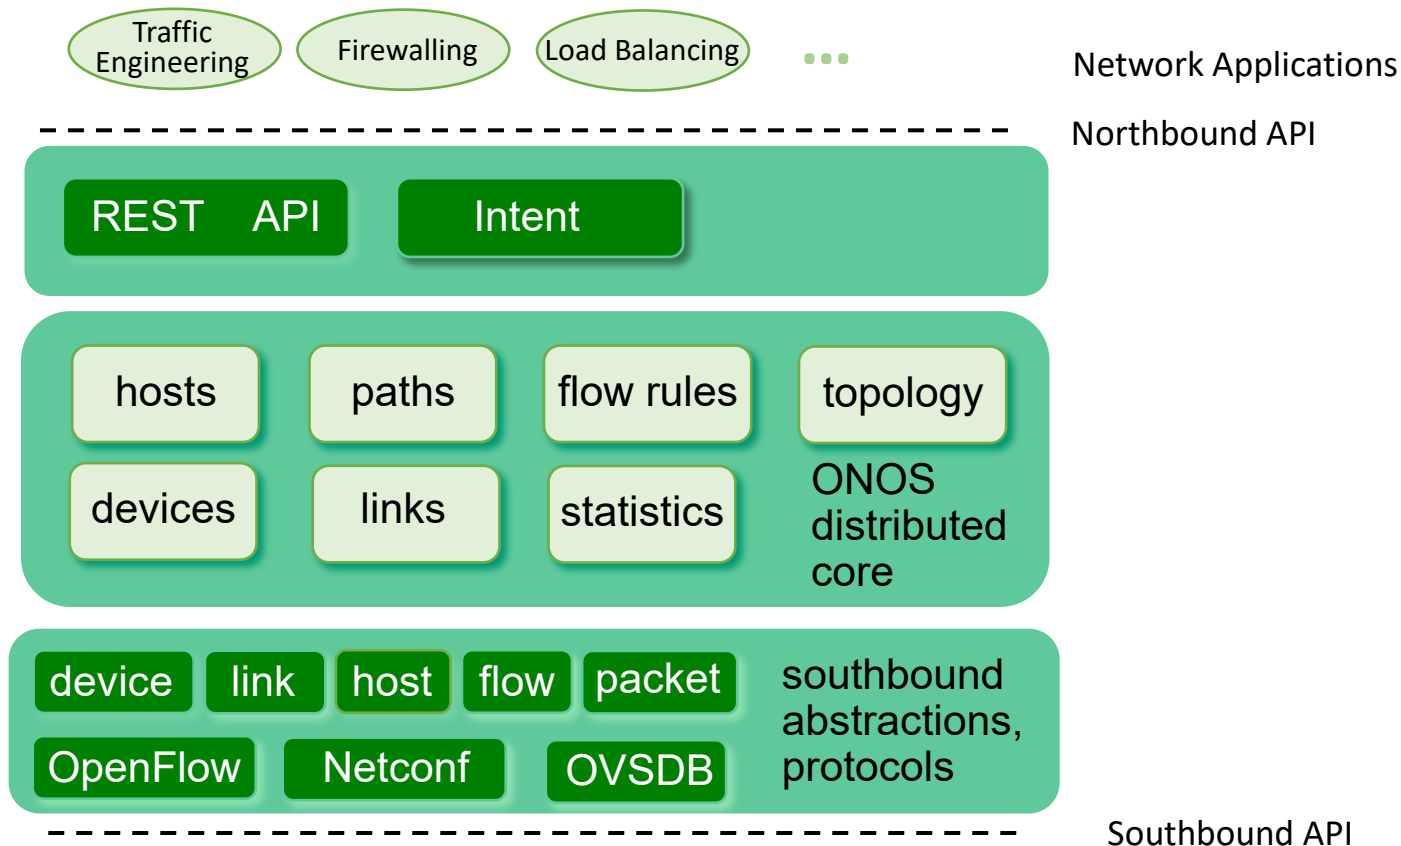 Traffic
Engineering
Firewalling
Load Balancing
...
Network Applications
Northbound API
REST API
Intent
hosts
paths
flow rules
topology
devices
links
statistics
ONOS
distributed
core
device
link
host
flow
packet
southbound
abstractions,
protocols
OpenFlow
Netconf
OVSDB
Southbound API